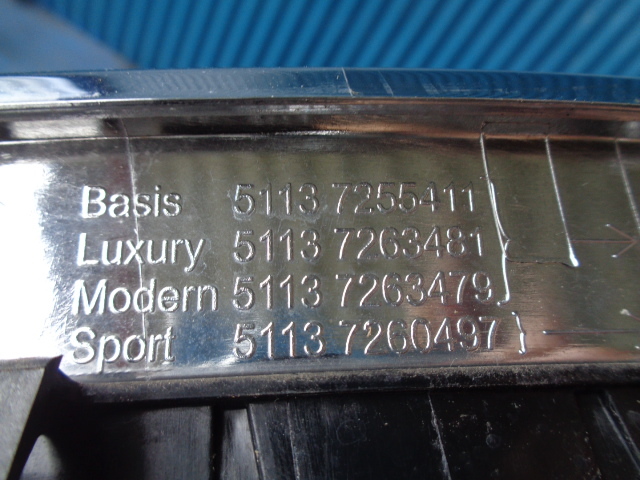 Basis 5113 7255411
Luxury 5113 7263481
Modern 5113 7263479
Sport 5113 7260497